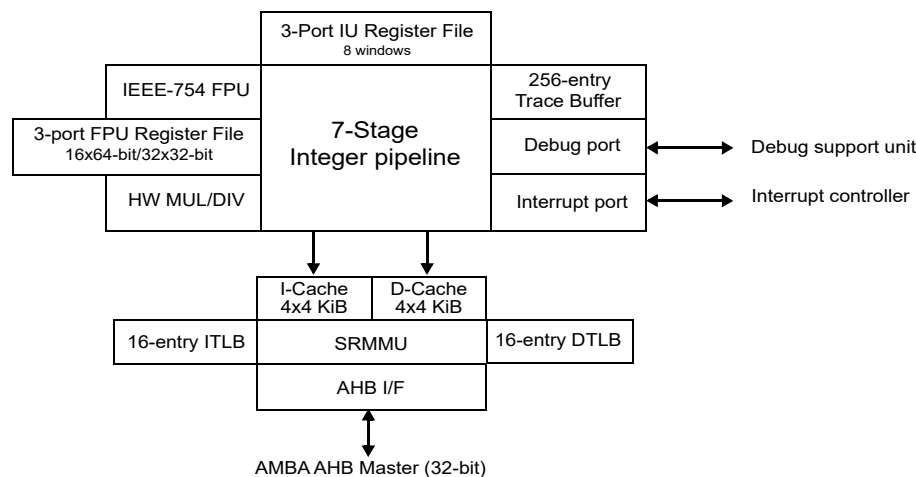 3-Port IU Register File
8 windows
IEEE-754 FPU
256-entry
Trace Buffer
3-port FPU Register File
16x64-bit/32x32-bit
7-Stage
Integer pipeline
Debug port
Debug support unit
HW MUL/DIV
Interrupt port
Interrupt controller
I-Cache
4x4 KiB
D-Cache
4x4 KiB
16-entry ITLB
SRMMU
16-entry DTLB
AHB I/F
AMBA AHB Master (32-bit)